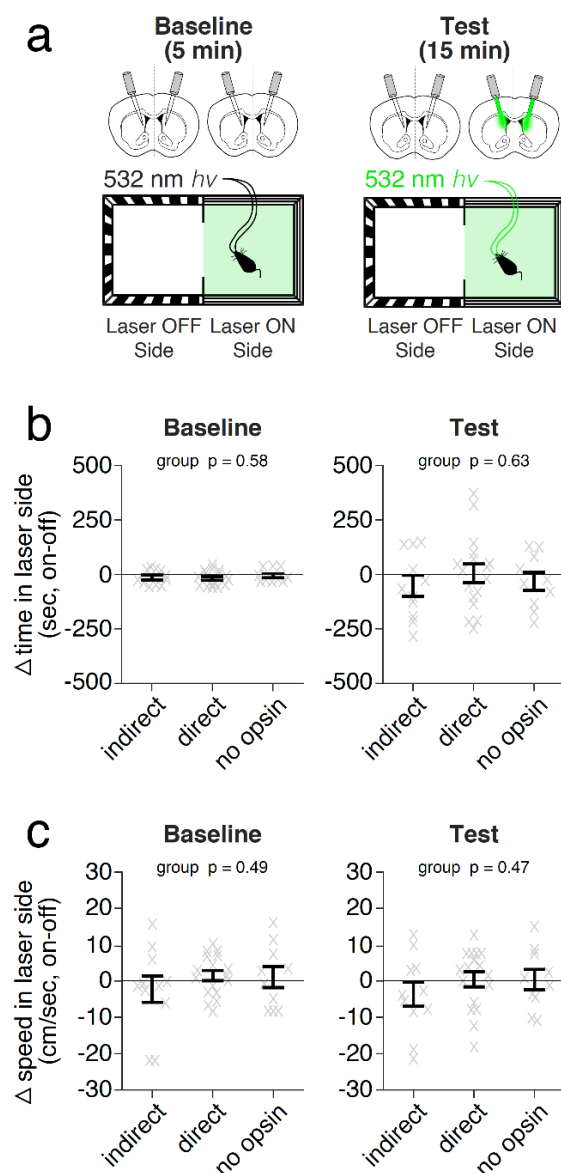 a
Baseline
(5 min)
Test
(15 min)
532 nm hv
532 nm hv
Laser OFF
Side
Laser ON
Side
Laser OFF
Side
Laser ON
Side
b
Baseline
Test
group p = 0.58
group p = 0.63
Δ time in laser side
(sec, on-off)
500
250
0
-250
-500
indirect
direct
no opsin
500
250
0
-250
-500
indirect
direct
no opsin
c
Baseline
Test
group p = 0.49
group p = 0.47
Δ speed in laser side
(cm/sec, on-off)
30
20
10
0
-10
-20
-30
indirect
direct
no opsin
30
20
10
0
-10
-20
-30
indirect
direct
no opsin